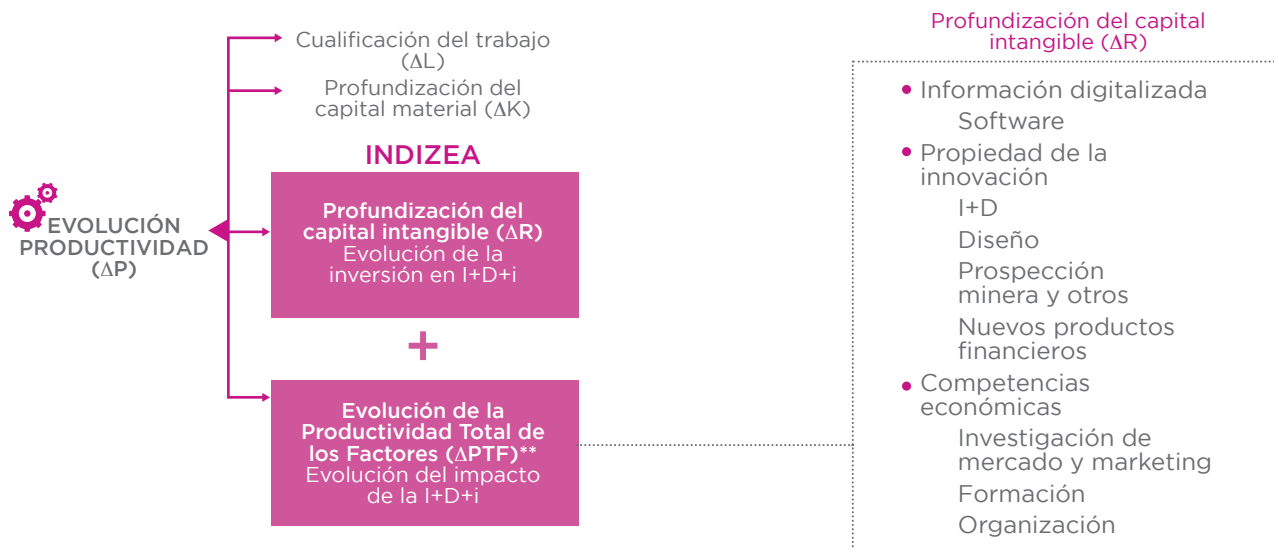 EVOLUCIÓN
PRODUCTIVIDAD
(ΔP)
Cualificación del trabajo
(ΔL)
Profundización del
capital material (ΔK)
INDIZEA
Profundización del
capital intangible (ΔR)
Evolución de la
inversión en I+D+i
+
Evolución de la
Productividad Total de
los Factores (ΔPTF)**
Evolución del impacto
de la I+D+i
Profundización del capital
intangible (ΔR)
• Información digitalizada
Software
• Propiedad de la
innovación
I+D
Diseño
Prospección
minera y otros
Nuevos productos
financieros
• Competencias
económicas
Investigación de
mercado y marketing
Formación
Organización